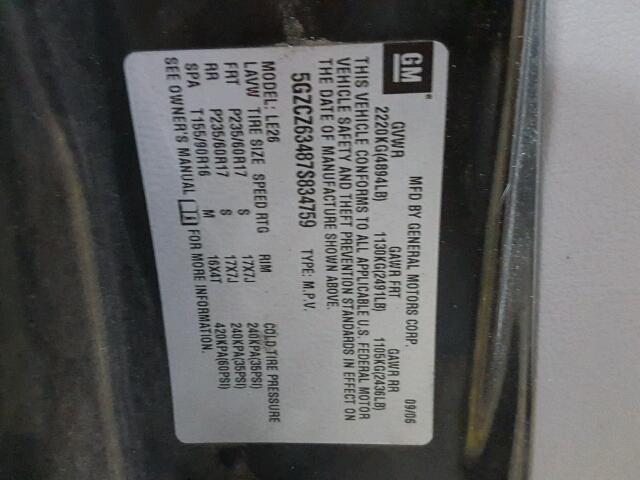 GM®
MFD BY GENERAL MOTORS CORP. 09/06
GVWR GAWR FRT GAWR RR
2220KG(4894LB) 1130KG(2491LB) 1105KG(2436LB)
THIS VEHICLE CONFORMS TO ALL APPLICABLE U.S. FEDERAL MOTOR
VEHICLE SAFETY AND THEFT PREVENTION STANDARDS IN EFFECT ON
THE DATE OF MANUFACTURE SHOWN ABOVE.
5GZCZ63487S834759 TYPE: M.P.V.
MODEL: LE26
LAVW TIRE SIZE SPEED RTG RIM COLD TIRE PRESSURE
FRT P235/60R17 S 17X7J 240KPA(35PSI)
RR P235/60R17 S 17X7J 240KPA(35PSI)
SPA T155/90R16 M 16X4T 420KPA(60PSI)
SEE OWNER'S MANUAL FOR MORE INFORMATION.